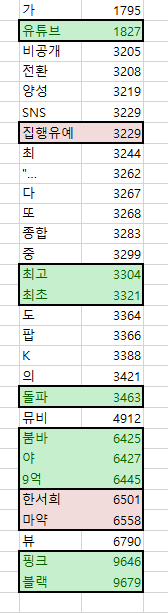 가 1795
유튜브 1827
비공개 3205
전환 3208
양성 3219
SNS 3229
집행유예 3229
최 3244
"... 3262
다 3267
또 3268
종합 3283
중 3299
최고 3304
최초 3321
도 3364
팝 3366
K 3388
의 3421
돌파 3463
뮤비 4912
붐바 6425
야 6427
9억 6445
한서희 6501
마약 6558
뷰 6790
핑크 9646
블랙 9679